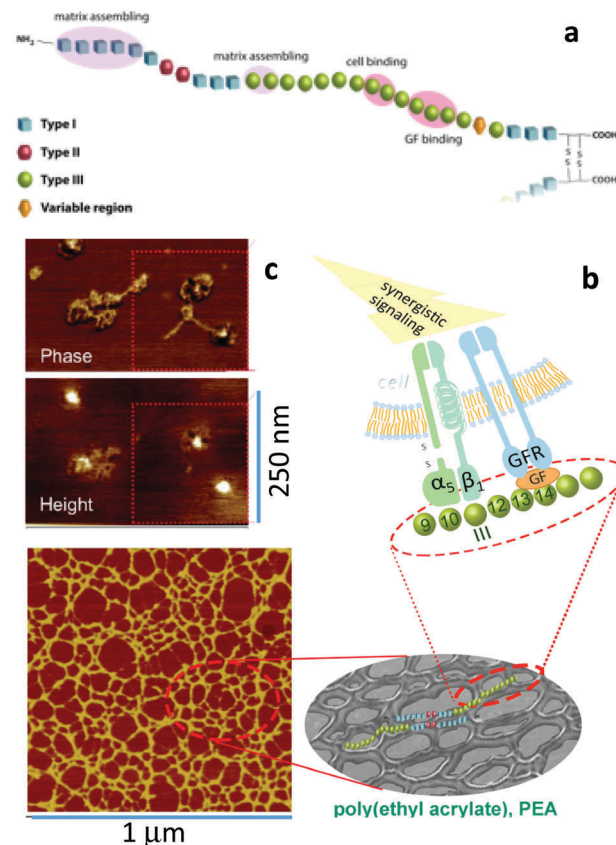 a
matrix assembling
NH2
matrix assembling
cell binding
GF binding
COOH
S S
S S
COOH
Type I
Type II
Type III
Variable region
c
Phase
Height
250 nm
b
synergistic
signaling
cell
S
S
α5 β1
GFR
GF
9 10 12 13 14
III
1 μm
poly(ethyl acrylate), PEA